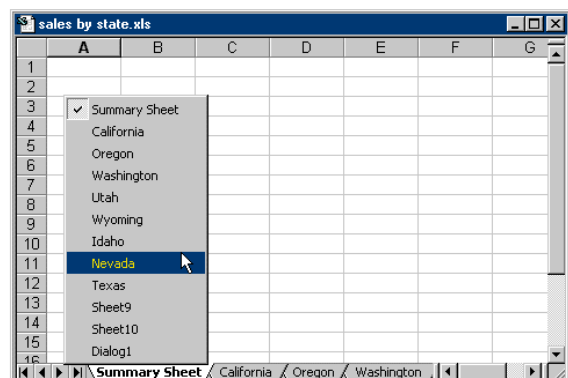 sales by state.xls
A B C D E F G
1
2
3
4
5
6
7
8
9
10
11
12
13
14
15
16
Summary Sheet
California
Oregon
Washington
Utah
Wyoming
Idaho
Nevada
Texas
Sheet9
Sheet10
Dialog1
Summary Sheet California Oregon Washington